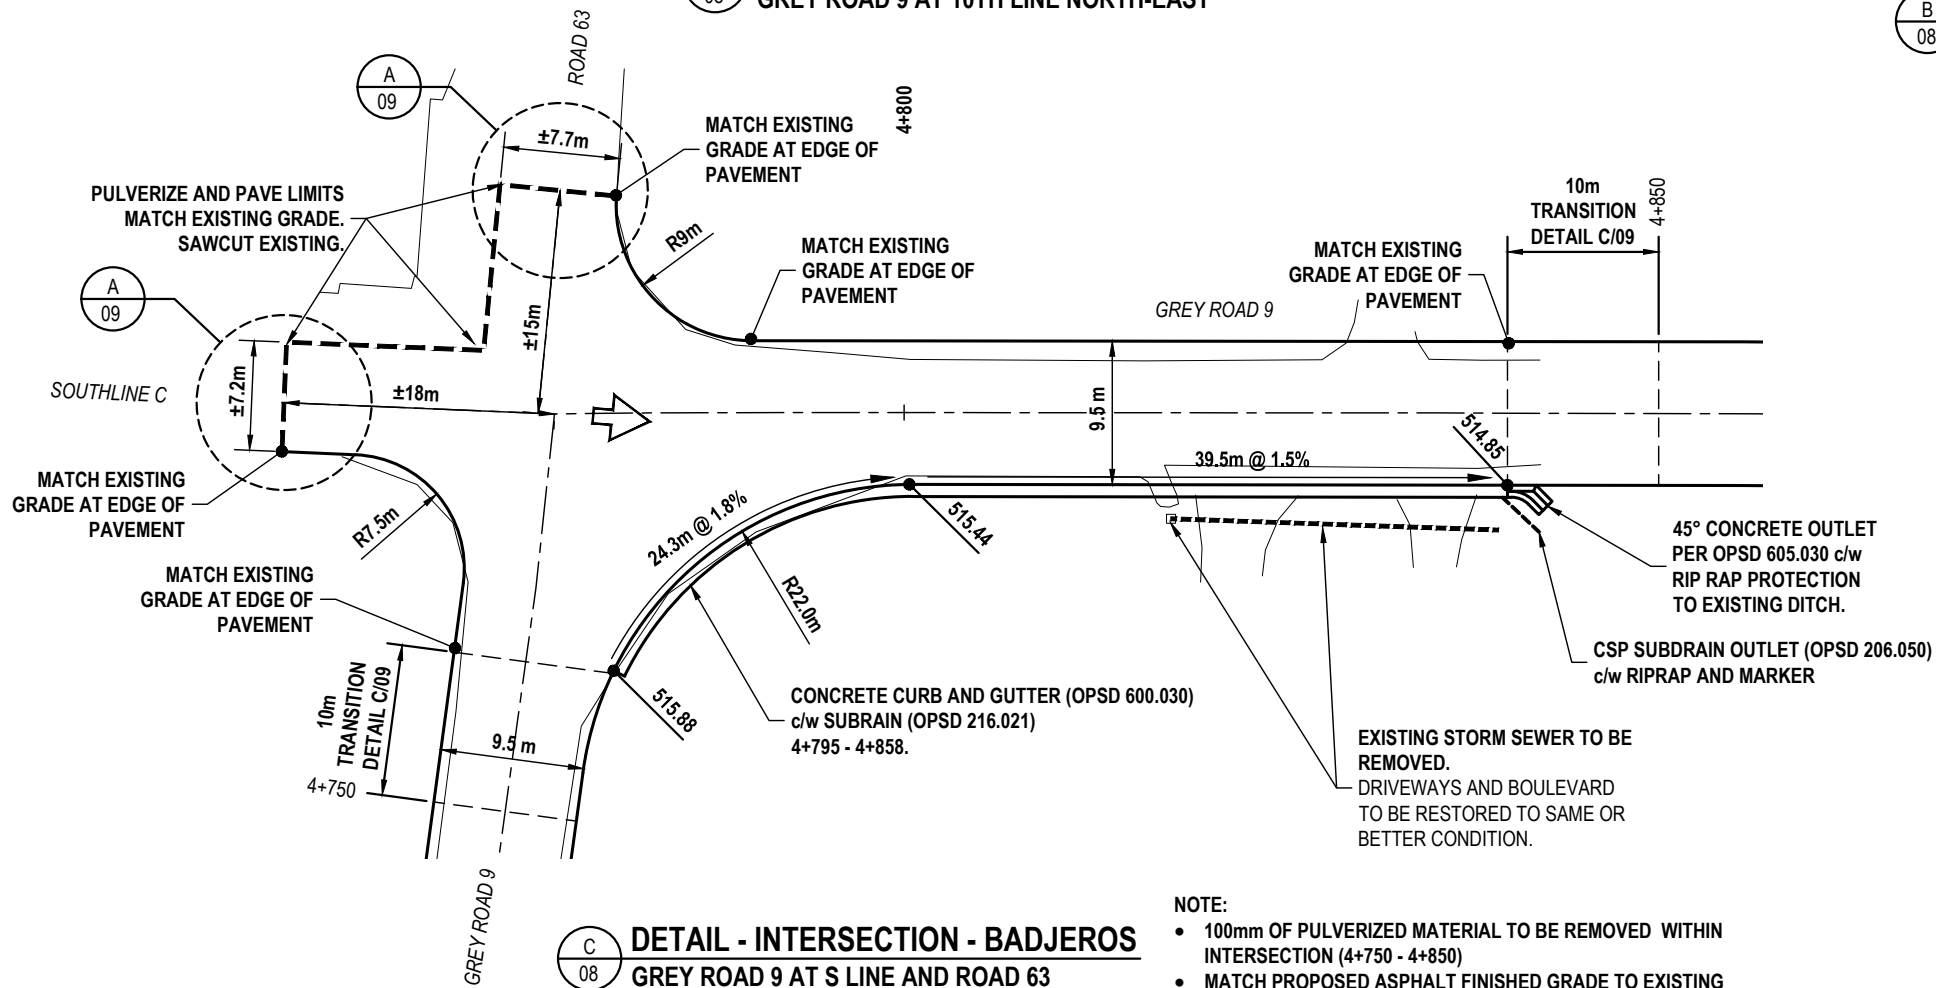 GREY ROAD 9 AT 10TH LINE NORTH-EAST
B
08
ROAD 63
A
09
±7.7m
MATCH EXISTING
GRADE AT EDGE OF
PAVEMENT
4+800
PULVERIZE AND PAVE LIMITS
MATCH EXISTING GRADE.
SAWCUT EXISTING.
R9m
MATCH EXISTING
GRADE AT EDGE OF
PAVEMENT
MATCH EXISTING
GRADE AT EDGE OF
PAVEMENT
10m
TRANSITION
DETAIL C/09
4+850
A
09
±15m
GREY ROAD 9
SOUTHLINE C
±7.2m
±18m
9.5 m
514.85
39.5m @ 1.5%
MATCH EXISTING
GRADE AT EDGE OF
PAVEMENT
R7.5m
24.3m @ 1.8%
515.44
R22.0m
45° CONCRETE OUTLET
PER OPSD 605.030 c/w
RIP RAP PROTECTION
TO EXISTING DITCH.
MATCH EXISTING
GRADE AT EDGE OF
PAVEMENT
CSP SUBDRAIN OUTLET (OPSD 206.050)
c/w RIPRAP AND MARKER
10m
TRANSITION
DETAIL C/09
515.88
CONCRETE CURB AND GUTTER (OPSD 600.030)
c/w SUBRAIN (OPSD 216.021)
4+795 - 4+858.
9.5 m
4+750
EXISTING STORM SEWER TO BE
REMOVED.
DRIVEWAYS AND BOULEVARD
TO BE RESTORED TO SAME OR
BETTER CONDITION.
GREY ROAD 9
C
08
DETAIL - INTERSECTION - BADJEROS
GREY ROAD 9 AT S LINE AND ROAD 63
NOTE:
• 100mm OF PULVERIZED MATERIAL TO BE REMOVED WITHIN
INTERSECTION (4+750 - 4+850)
• MATCH PROPOSED ASPHALT FINISHED GRADE TO EXISTING